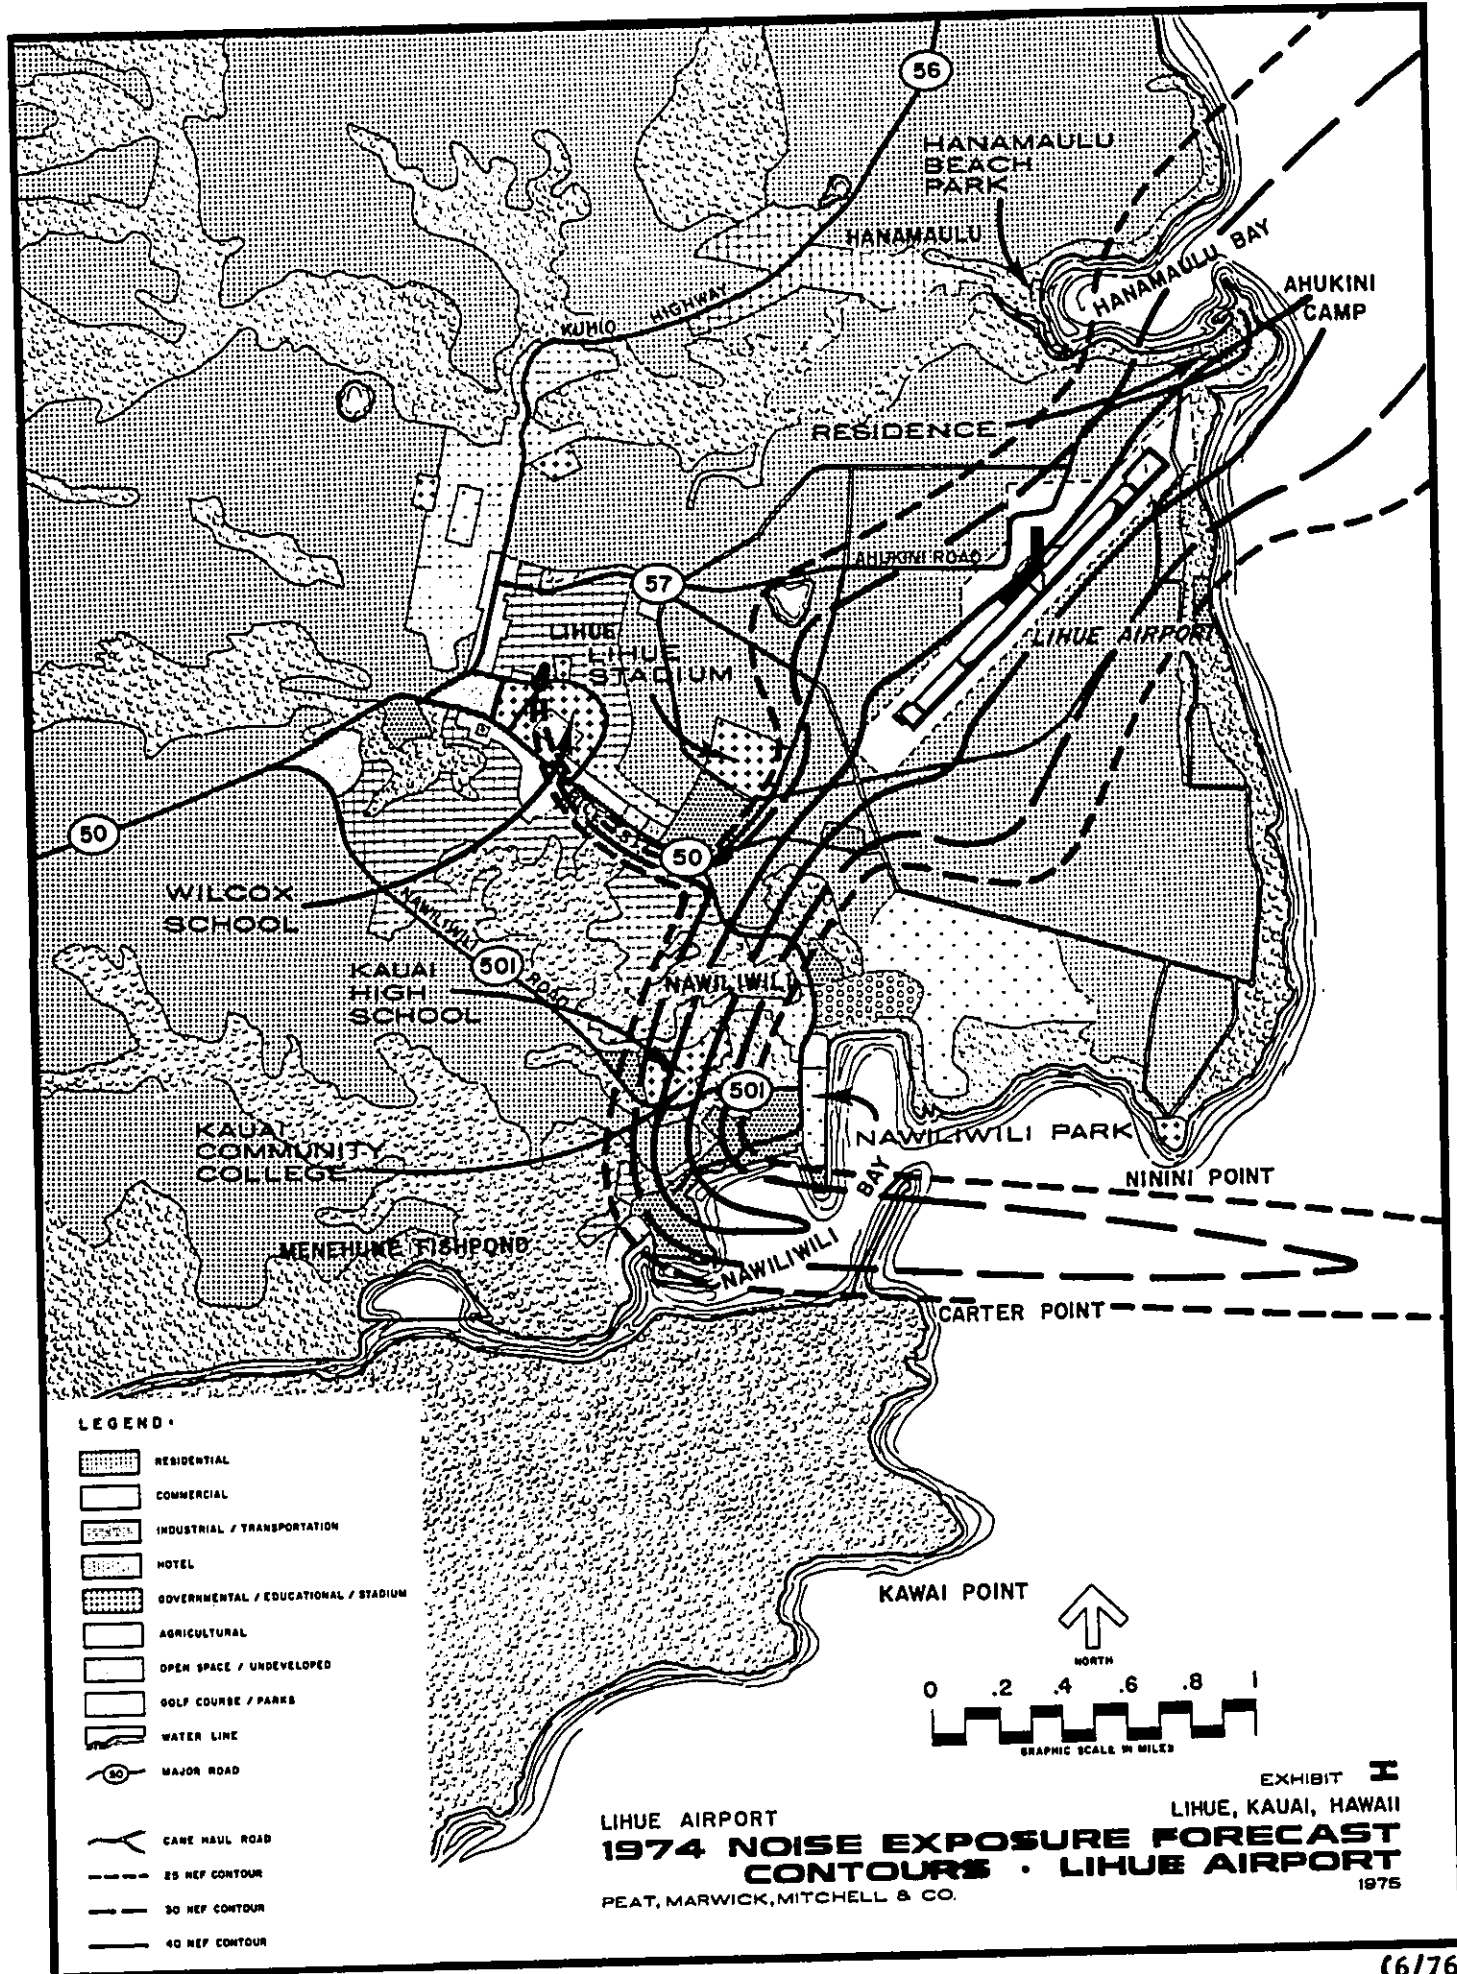 56
HANAMAULU
BEACH
PARK
HANAMAULU
HANAMAULU BAY
AHUKINI
CAMP
KUHIO HIGHWAY
RESIDENCE
AHUKINI ROAD
57
LIHUE
LIHUE
STADIUM
LIHUE AIRPORT
50
50
WILCOX
SCHOOL
NAWILIWILI ROAD
501
KAUAI
HIGH
SCHOOL
NAWILIWILI
501
KAUAI
COMMUNITY
COLLEGE
NAWILIWILI PARK
NININI POINT
NAWILIWILI BAY
MENEHUNE FISHPOND
CARTER POINT
LEGEND:
RESIDENTIAL
COMMERCIAL
INDUSTRIAL / TRANSPORTATION
HOTEL
GOVERNMENTAL / EDUCATIONAL / STADIUM
AGRICULTURAL
OPEN SPACE / UNDEVELOPED
GOLF COURSE / PARKS
WATER LINE
50 MAJOR ROAD
CANE HAUL ROAD
25 NEF CONTOUR
30 NEF CONTOUR
40 NEF CONTOUR
KAWAI POINT
NORTH
0 .2 .4 .6 .8 1
GRAPHIC SCALE IN MILES
EXHIBIT I
LIHUE AIRPORT
LIHUE, KAUAI, HAWAII
1974 NOISE EXPOSURE FORECAST
CONTOURS · LIHUE AIRPORT
PEAT, MARWICK, MITCHELL & CO.
1975
(6/76